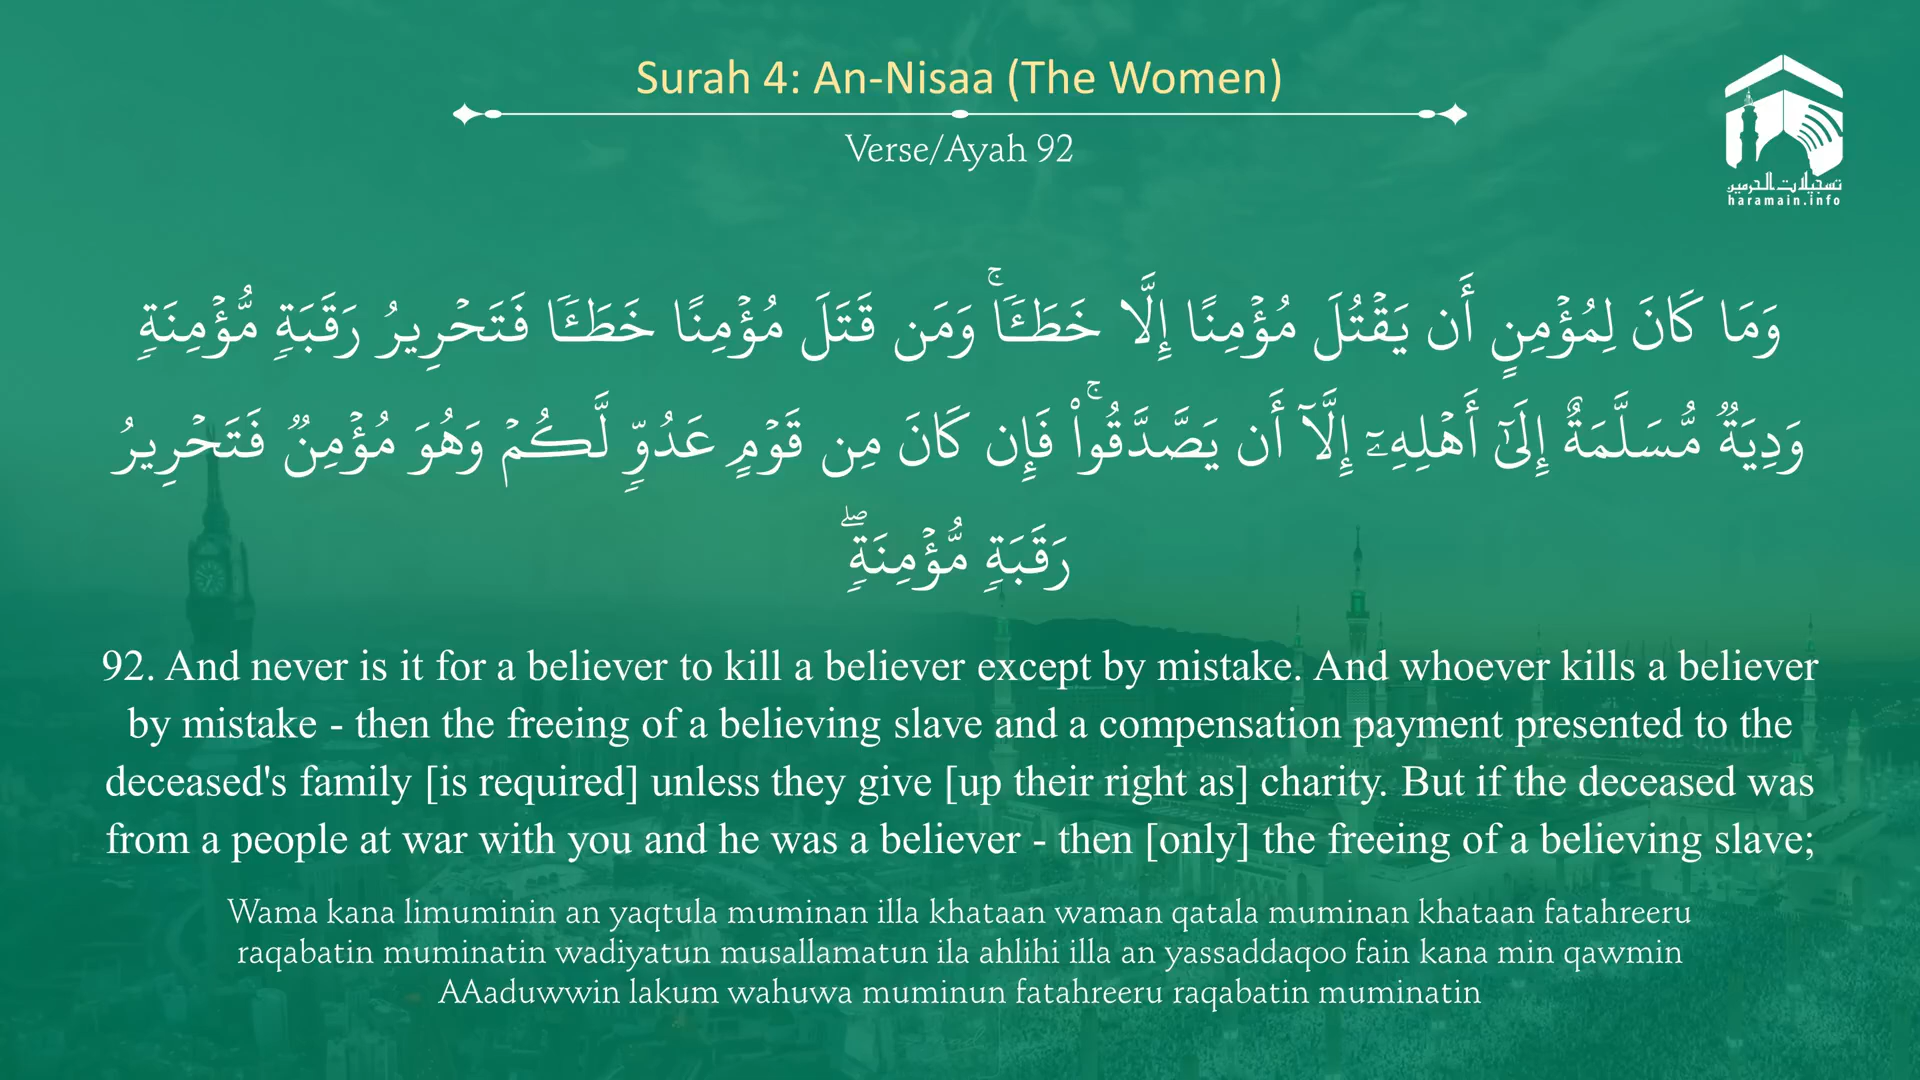 Surah 4: An-Nisaa (The Women)
Verse/Ayah 92
تسجيلات الحرمين
haramain.info
وَمَا كَانَ لِمُؤْمِنٍ أَن يَقْتُلَ مُؤْمِنًا إِلَّا خَطَـًٔا ۚ وَمَن قَتَلَ مُؤْمِنًا خَطَـًٔا فَتَحْرِيرُ رَقَبَةٍ مُّؤْمِنَةٍ
وَدِيَةٌ مُّسَلَّمَةٌ إِلَىٰٓ أَهْلِهِۦٓ إِلَّآ أَن يَصَّدَّقُوا۟ ۚ فَإِن كَانَ مِن قَوْمٍ عَدُوٍّ لَّكُمْ وَهُوَ مُؤْمِنٌ فَتَحْرِيرُ
رَقَبَةٍ مُّؤْمِنَةٍ ۖ
92. And never is it for a believer to kill a believer except by mistake. And whoever kills a believer
by mistake - then the freeing of a believing slave and a compensation payment presented to the
deceased's family [is required] unless they give [up their right as] charity. But if the deceased was
from a people at war with you and he was a believer - then [only] the freeing of a believing slave;
Wama kana limuminin an yaqtula muminan illa khataan waman qatala muminan khataan fatahreeru
raqabatin muminatin wadiyatun musallamatun ila ahlihi illa an yassaddaqoo fain kana min qawmin
AAaduwwin lakum wahuwa muminun fatahreeru raqabatin muminatin